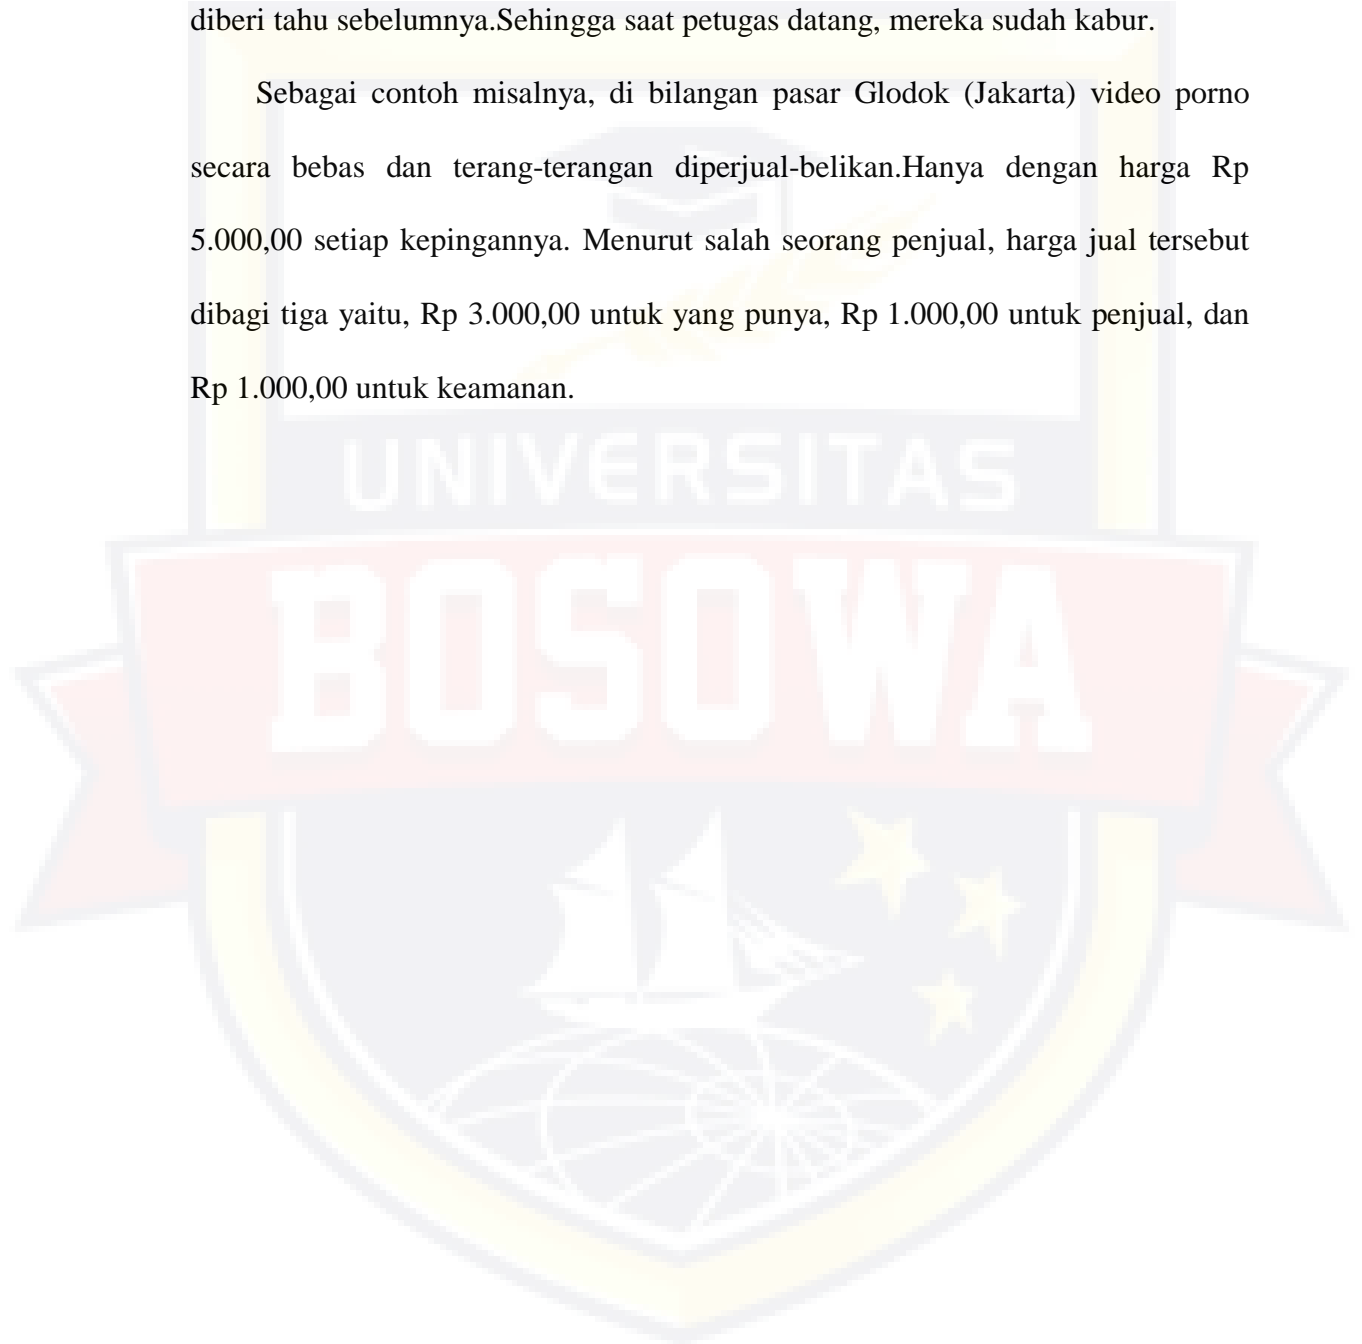 diberi tahu sebelumnya.Sehingga saat petugas datang, mereka sudah kabur.
Sebagai contoh misalnya, di bilangan pasar Glodok (Jakarta) video porno
secara bebas dan terang-terangan diperjual-belikan.Hanya dengan harga Rp
5.000,00 setiap kepingannya. Menurut salah seorang penjual, harga jual tersebut
dibagi tiga yaitu, Rp 3.000,00 untuk yang punya, Rp 1.000,00 untuk penjual, dan
Rp 1.000,00 untuk keamanan.
UNIVERSITAS
BOSOWA